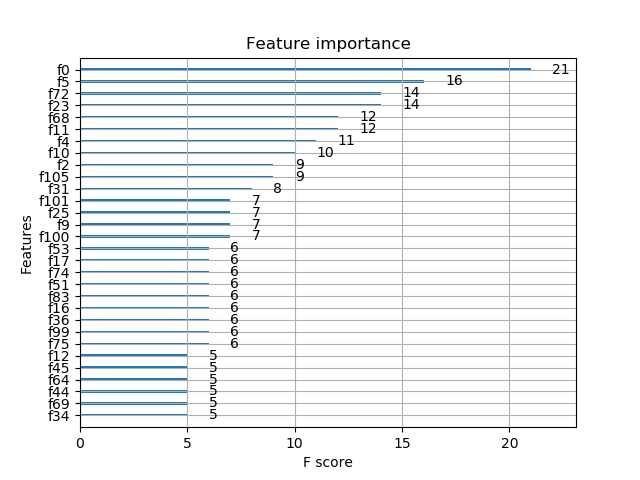 Feature importance
f0 21
f5 16
f72 14
f23 14
f68 12
f11 12
f4 11
f10 10
f2 9
f105 9
f31 8
f101 7
f25 7
f9 7
f100 7
f53 6
f17 6
f74 6
f51 6
f83 6
f16 6
f36 6
f99 6
f75 6
f12 5
f45 5
f64 5
f44 5
f69 5
f34 5
Features
0 5 10 15 20
F score